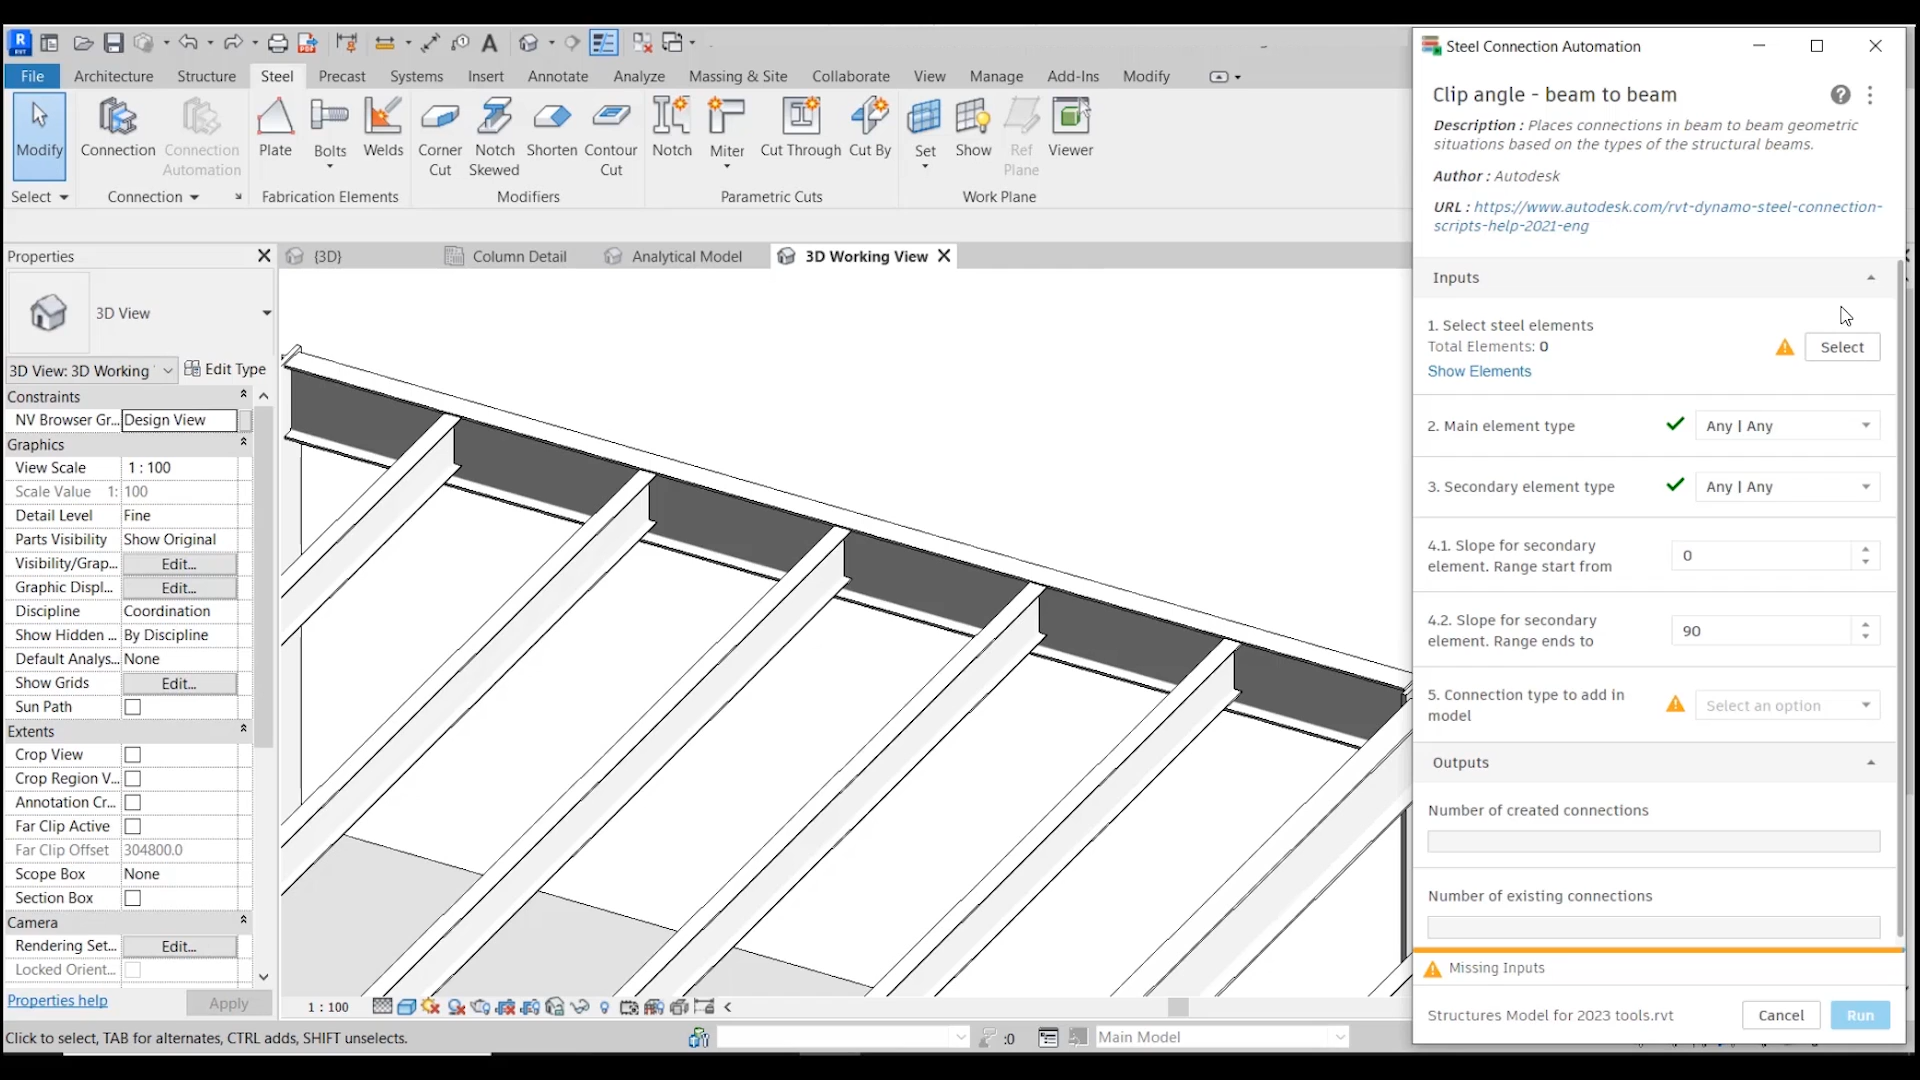 R
RVT
File
Architecture
Structure
Steel
Precast
Systems
Insert
Annotate
Analyze
Massing & Site
Collaborate
View
Manage
Add-Ins
Modify
Modify
Connection
Connection
Automation
Plate
Bolts
Welds
Corner
Cut
Notch
Skewed
Shorten
Contour
Cut
Notch
Miter
Cut Through
Cut By
Set
Show
Ref
Plane
Viewer
Select
Connection
Fabrication Elements
Modifiers
Parametric Cuts
Work Plane
Properties
{3D}
Column Detail
Analytical Model
3D Working View
3D View
3D View: 3D Working
Edit Type
Constraints
NV Browser Gr... Design View
Graphics
View Scale 1 : 100
Scale Value 1: 100
Detail Level Fine
Parts Visibility Show Original
Visibility/Grap... Edit...
Graphic Displ... Edit...
Discipline Coordination
Show Hidden ... By Discipline
Default Analys... None
Show Grids Edit...
Sun Path
Extents
Crop View
Crop Region V...
Annotation Cr...
Far Clip Active
Far Clip Offset 304800.0
Scope Box None
Section Box
Camera
Rendering Set... Edit...
Locked Orient...
Properties help
Apply
1 : 100
Click to select, TAB for alternates, CTRL adds, SHIFT unselects.
:0
Main Model
Steel Connection Automation
Clip angle - beam to beam
Description : Places connections in beam to beam geometric
situations based on the types of the structural beams.
Author : Autodesk
URL : https://www.autodesk.com/rvt-dynamo-steel-connection-
scripts-help-2021-eng
Inputs
1. Select steel elements
Total Elements: 0
Select
Show Elements
2. Main element type
Any | Any
3. Secondary element type
Any | Any
4.1. Slope for secondary
element. Range start from
0
4.2. Slope for secondary
element. Range ends to
90
5. Connection type to add in
model
Select an option
Outputs
Number of created connections
Number of existing connections
Missing Inputs
Structures Model for 2023 tools.rvt
Cancel
Run